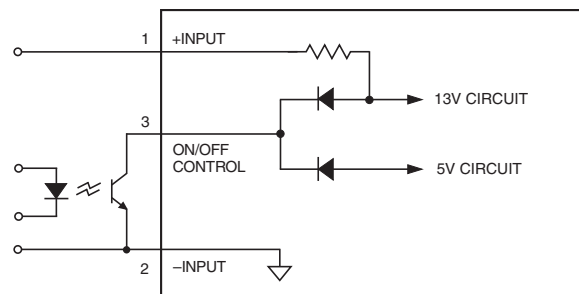 1 +INPUT
13V CIRCUIT
3
ON/OFF
CONTROL
5V CIRCUIT
2 –INPUT